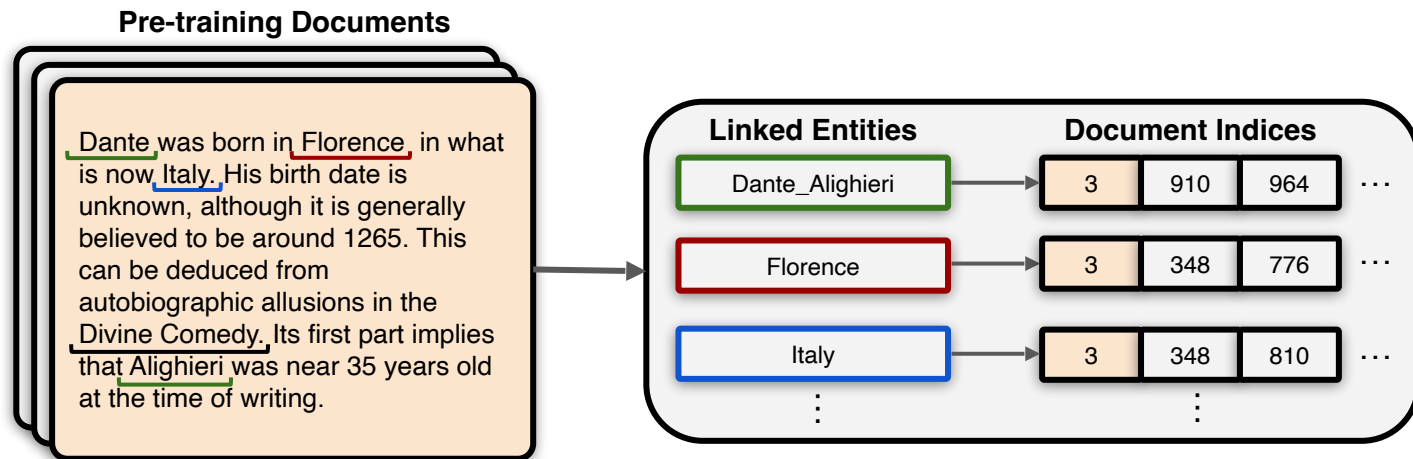 Pre-training Documents
Dante was born in Florence in what
is now Italy. His birth date is
unknown, although it is generally
believed to be around 1265. This
can be deduced from
autobiographic allusions in the
Divine Comedy. Its first part implies
that Alighieri was near 35 years old
at the time of writing.
Linked Entities Document Indices
Dante_Alighieri 3 910 964 ...
Florence 3 348 776 ...
Italy 3 348 810 ...